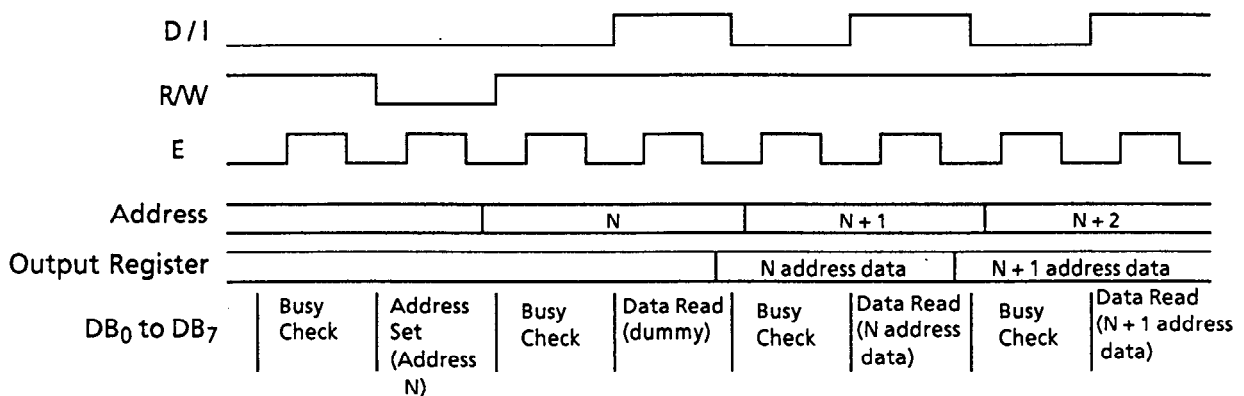 D/I
R/W
E
Address
N
N + 1
N + 2
Output Register
N address data
N + 1 address data
DB0 to DB7
Busy
Check
Address
Set
(Address
N)
Busy
Check
Data Read
(dummy)
Busy
Check
Data Read
(N address
data)
Busy
Check
Data Read
(N + 1 address
data)